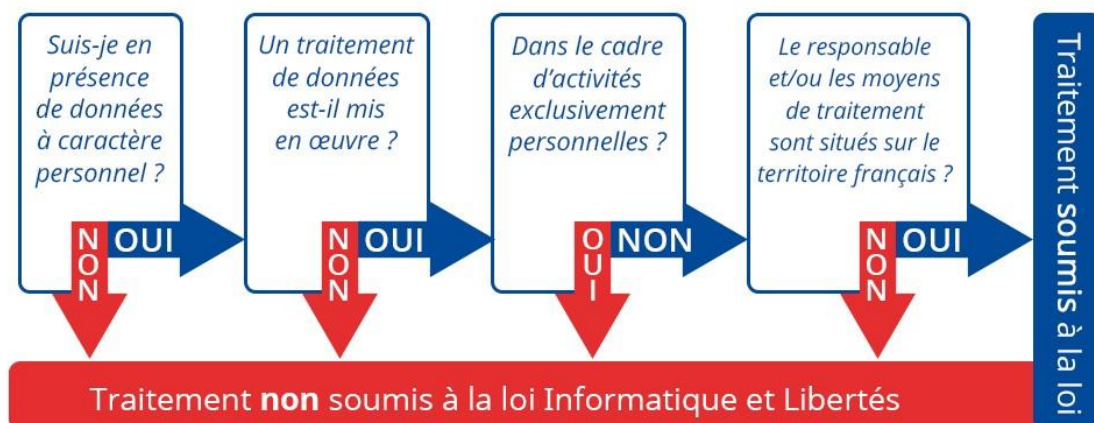 Suis-je en
présence
de données
à caractère
personnel ?
NON
OUI
Un traitement
de données
est-il mis
en œuvre ?
NON
OUI
Dans le cadre
d'activités
exclusivement
personnelles ?
OUI
NON
Le responsable
et/ou les moyens
de traitement
sont situés sur le
territoire français ?
NON
OUI
Traitement soumis à la loi
Traitement non soumis à la loi Informatique et Libertés